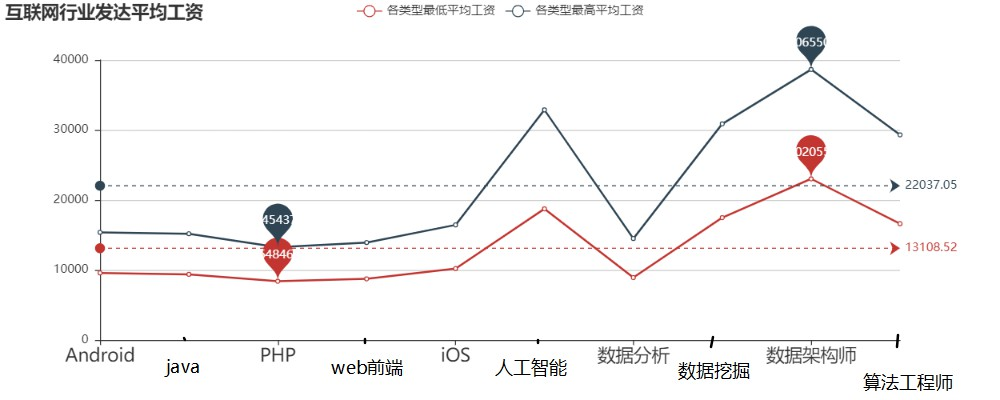 互联网行业发达平均工资
各类型最低平均工资 各类型最高平均工资
40000
30000
20000
10000
0
22037.05
13108.52
Android
java
PHP
web前端
iOS
人工智能
数据分析
数据挖掘
数据架构师
算法工程师